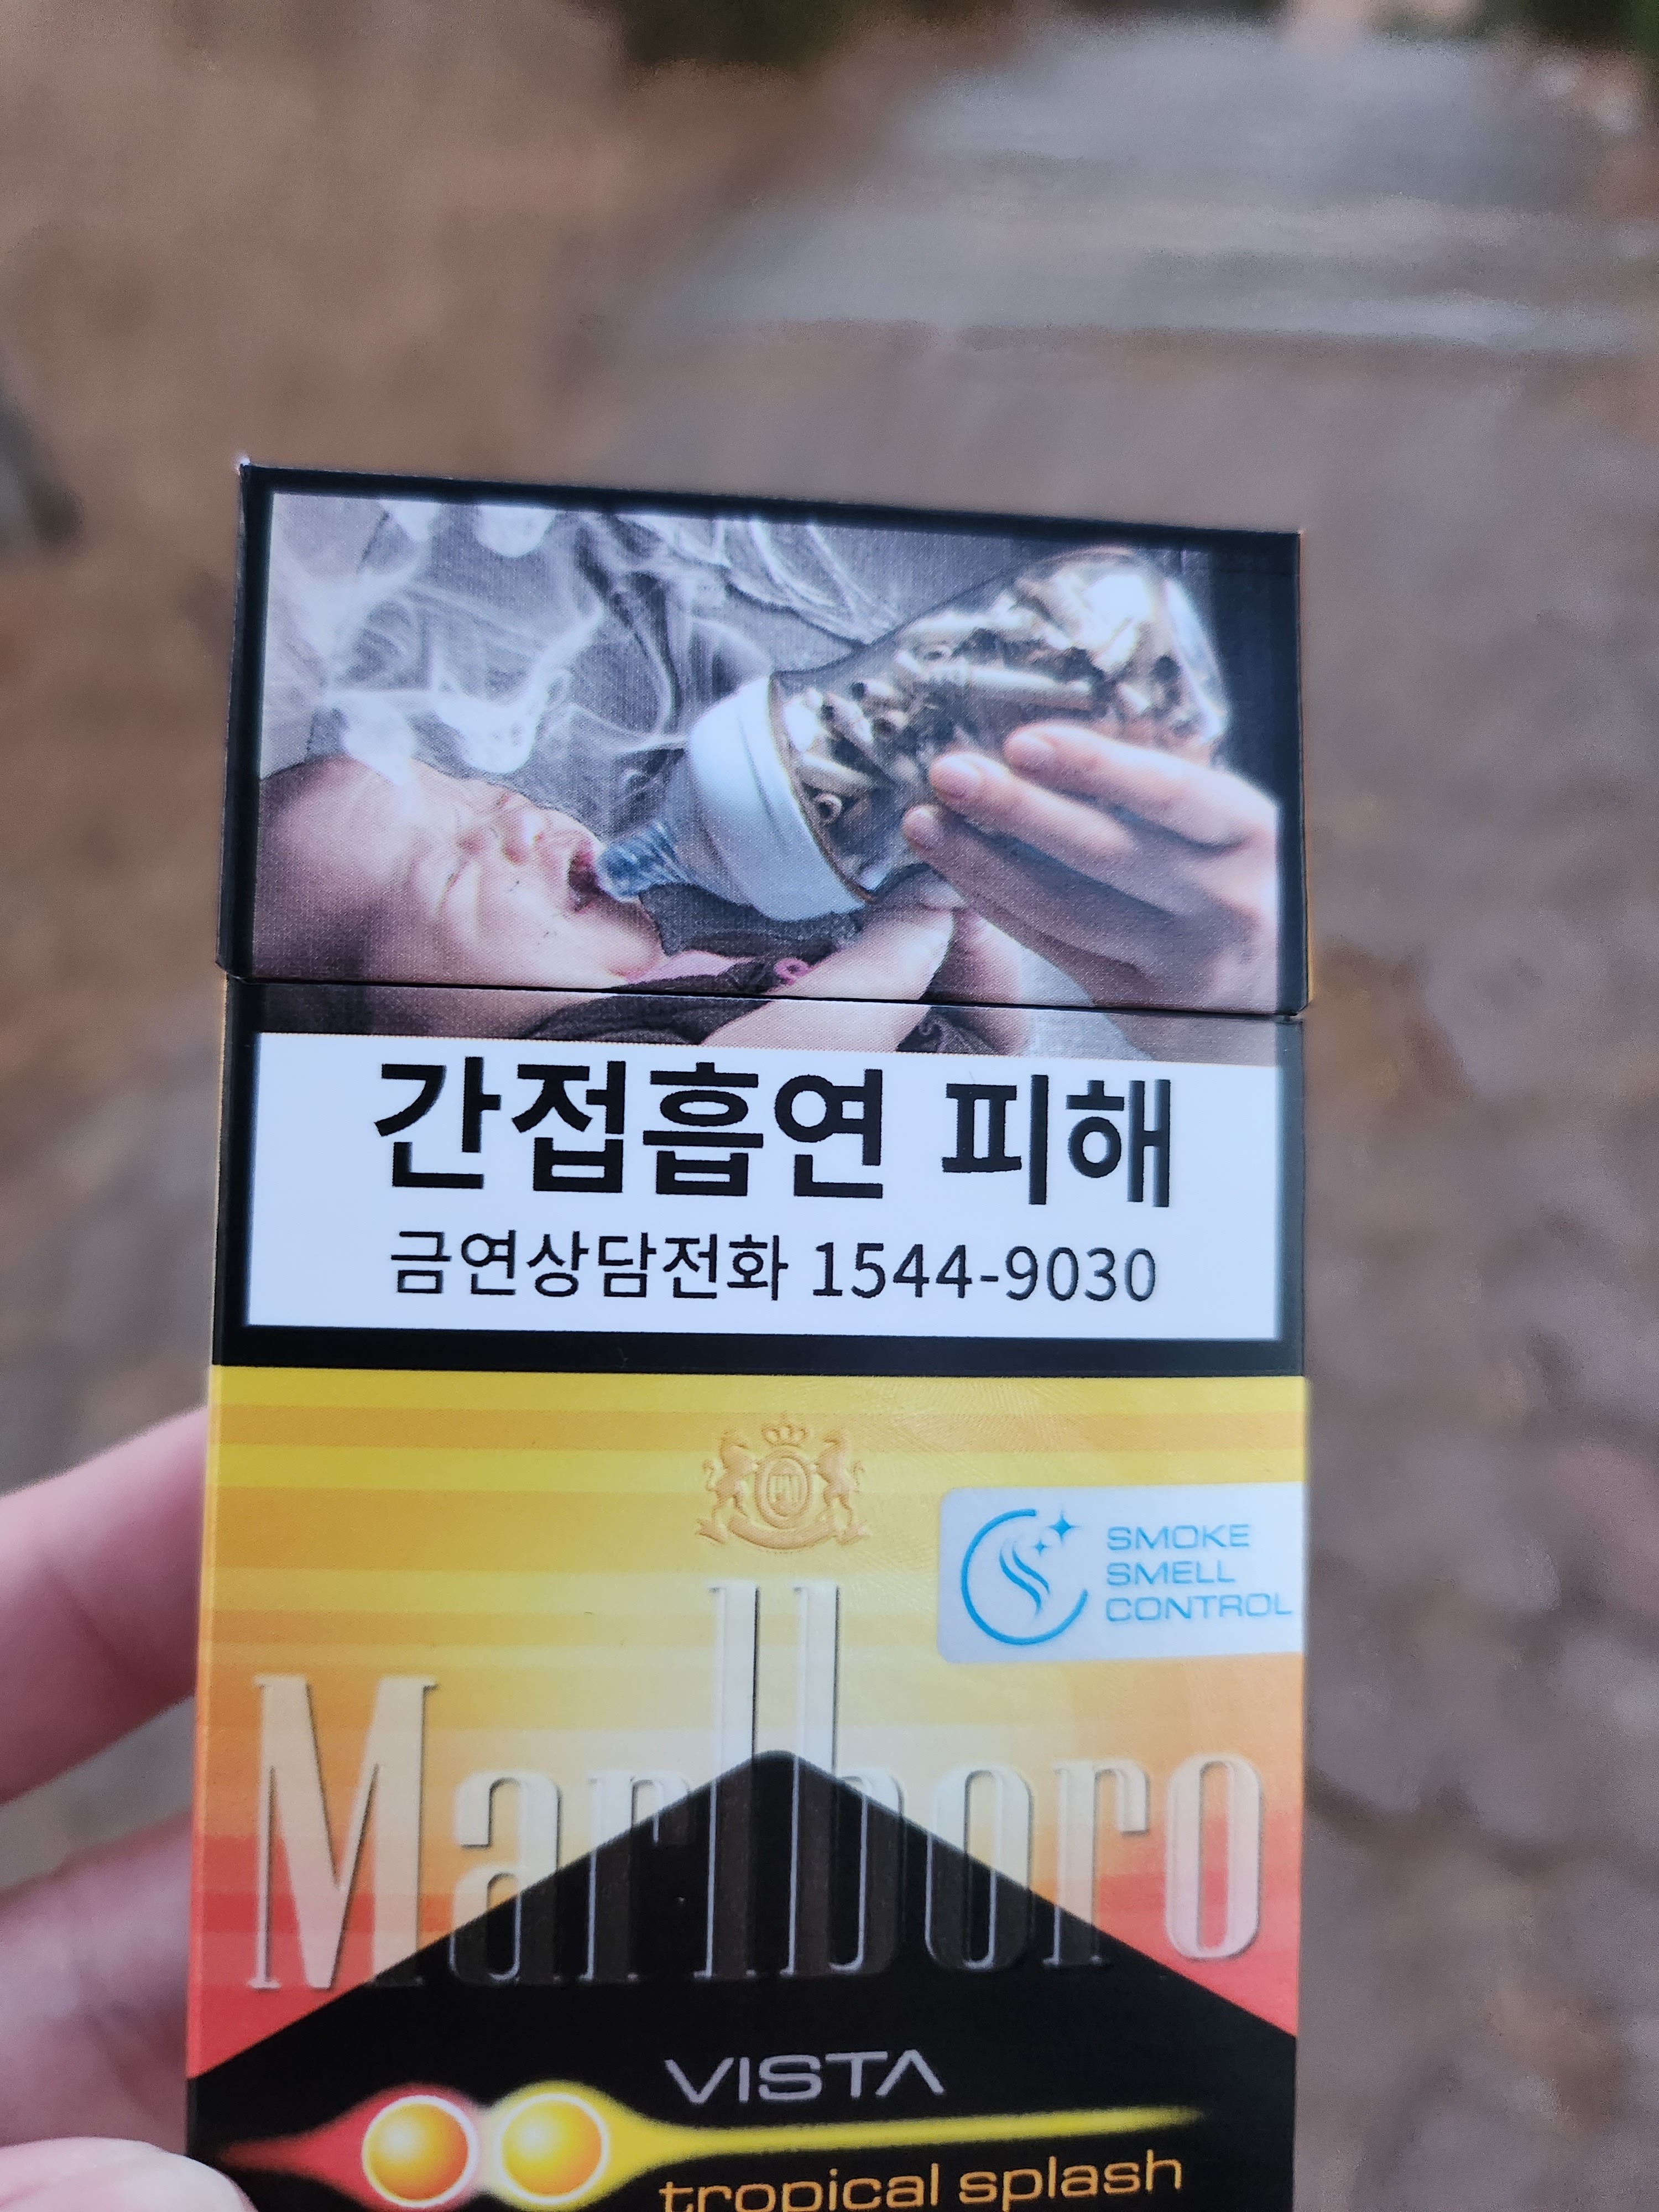 간접흡연 피해
금연상담전화 1544-9030
SMOKE
SMELL
CONTROL
Marlboro
VISTA
tropical splash